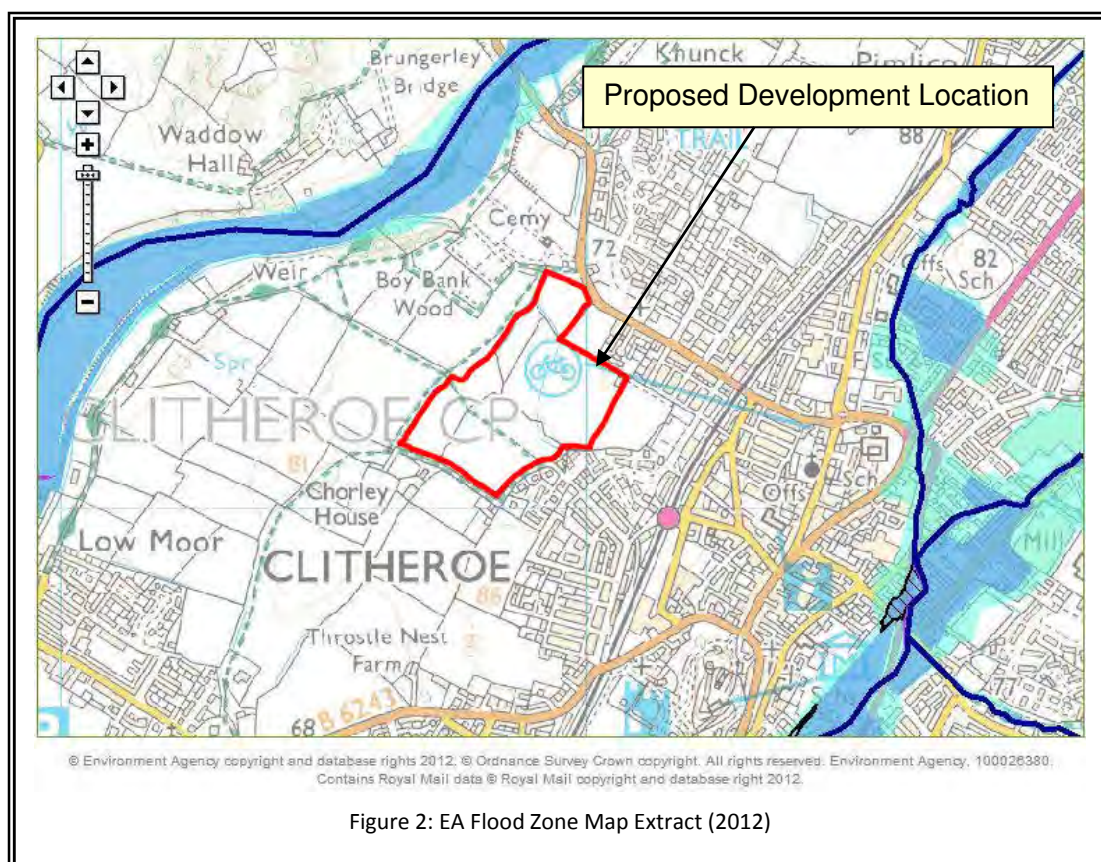 Brungerley
Bridge
Khunck
Pimlico
Proposed Development Location
Waddow
Hall
TRAIL
88
Cemy
72
82
Sch
Weir
Boy Bank
Wood
Spr
CLITHEROE CP
81
Chorley
House
Offs
Sch
Mill
Low Moor
CLITHEROE
86
Throstle Nest
Farm
68
B 6243
© Environment Agency copyright and database rights 2012. © Ordnance Survey Crown copyright. All rights reserved. Environment Agency, 100026380.
Contains Royal Mail data © Royal Mail copyright and database right 2012.
Figure 2: EA Flood Zone Map Extract (2012)